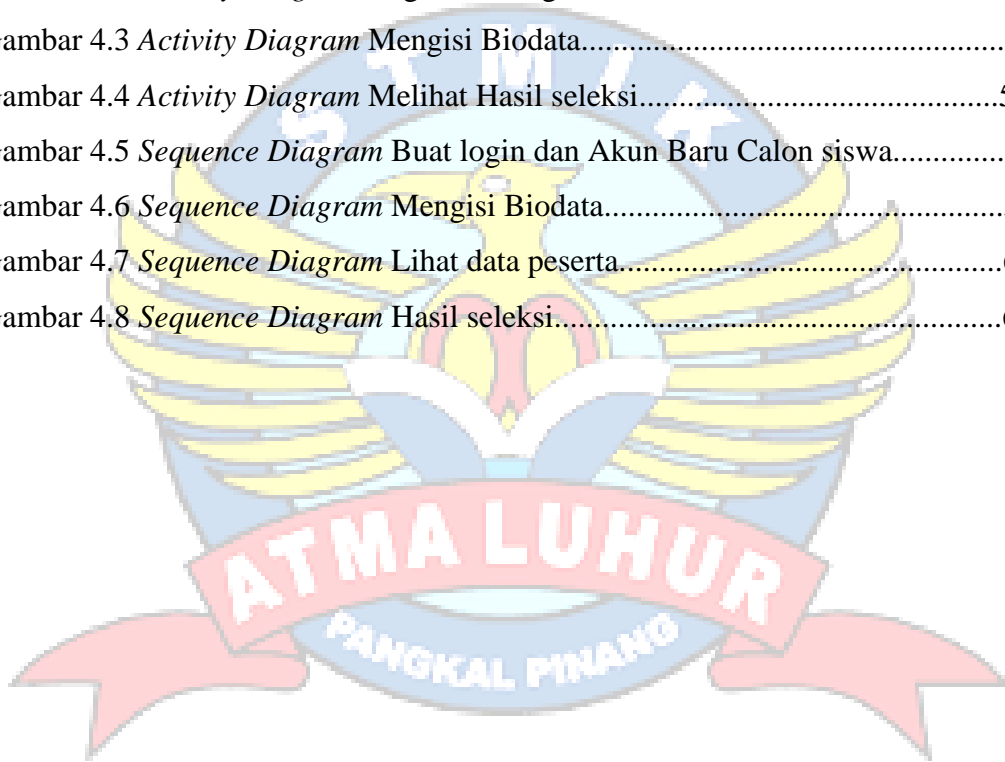 ambar 4.3 Activity Diagram Mengisi Biodata
ambar 4.4 Activity Diagram Melihat Hasil seleksi 5
ambar 4.5 Sequence Diagram Buat login dan Akun Baru Calon siswa
ambar 4.6 Sequence Diagram Mengisi Biodata
ambar 4.7 Sequence Diagram Lihat data peserta
ambar 4.8 Sequence Diagram Hasil seleksi
STMIK
ATMA LUHUR
PANGKAL PINANG